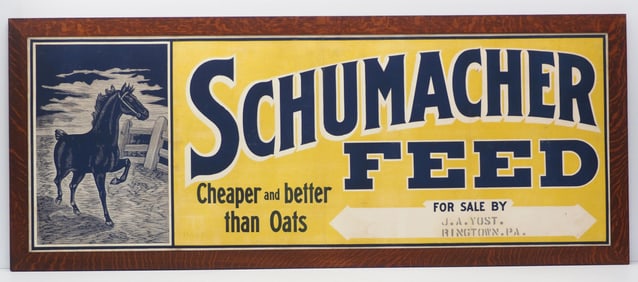 SCHUMACHER
FEED
Cheaper and better
than Oats
FOR SALE BY
J.A.YOST.
RINGTOWN.PA.